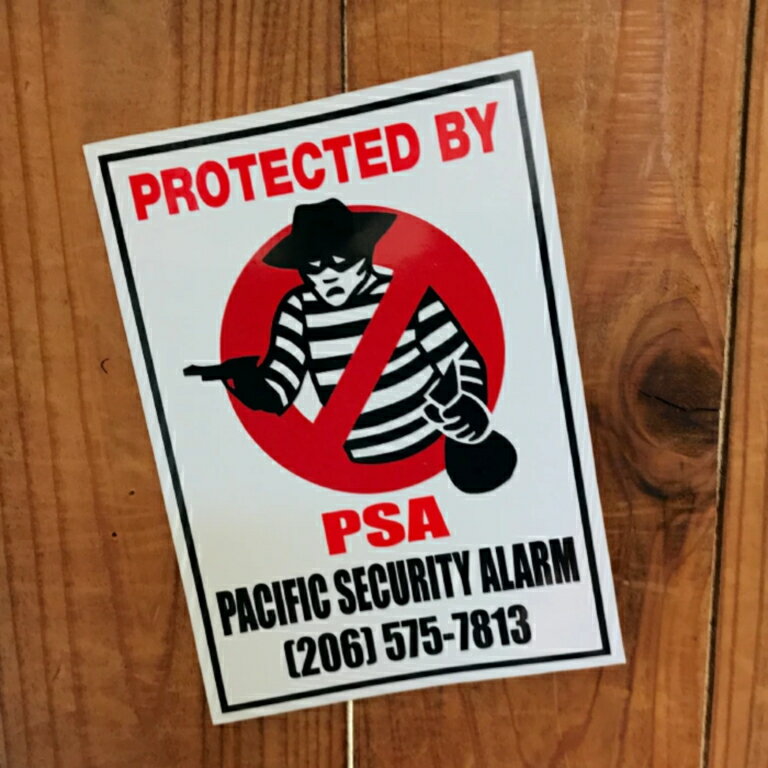 PROTECTED BY
PSA
PACIFIC SECURITY ALARM
(206) 575-7813